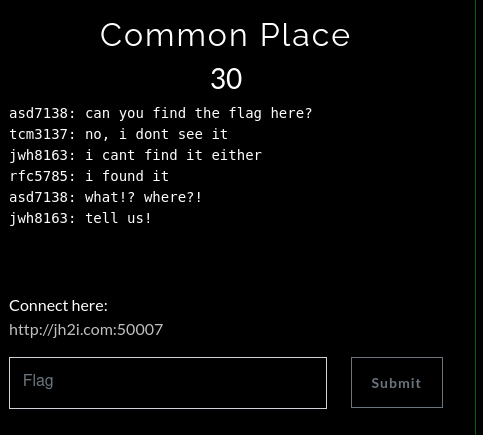 Common Place
30
asd7138: can you find the flag here?
tcm3137: no, i dont see it
jwh8163: i cant find it either
rfc5785: i found it
asd7138: what!? where?!
jwh8163: tell us!
Connect here:
http://jh2i.com:50007
Flag
Submit